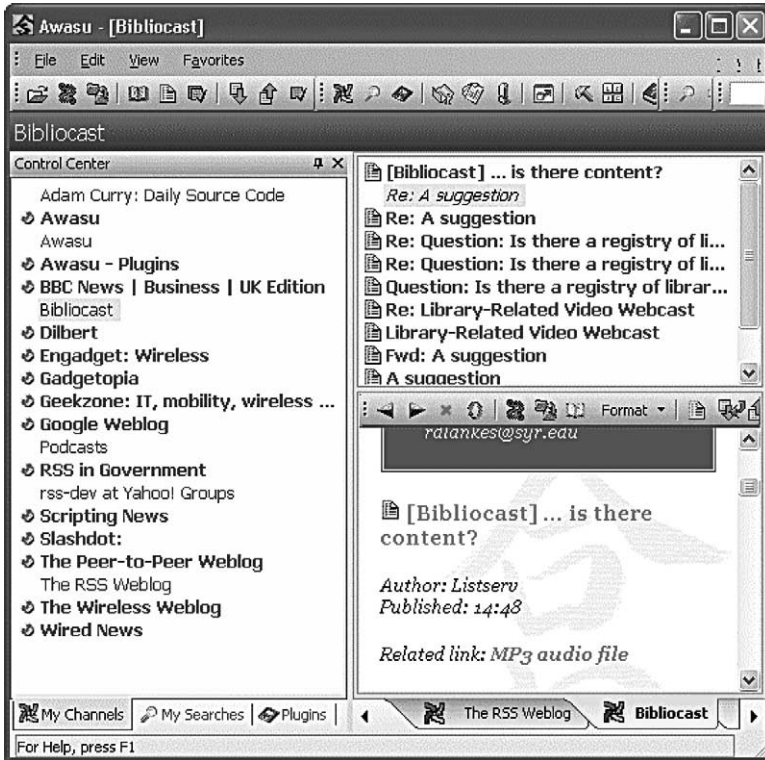 Awasu - [Bibliocast]
File Edit View Favorites
Bibliocast
Control Center
Adam Curry: Daily Source Code
Awasu
Awasu
Awasu - Plugins
BBC News | Business | UK Edition
Bibliocast
Dilbert
Engadget: Wireless
Gadgetopia
Geekzone: IT, mobility, wireless ...
Google Weblog
Podcasts
RSS in Government
rss-dev at Yahoo! Groups
Scripting News
Slashdot:
The Peer-to-Peer Weblog
The RSS Weblog
The Wireless Weblog
Wired News
My Channels My Searches Plugins
[Bibliocast] ... is there content?
Re: A suggestion
Re: A suggestion
Re: Question: Is there a registry of li...
Re: Question: Is there a registry of li...
Question: Is there a registry of librar...
Re: Library-Related Video Webcast
Library-Related Video Webcast
Fwd: A suggestion
A suggestion
Format
rdlankes@syr.edu
[Bibliocast] ... is there
content?
Author: Listserv
Published: 14:48
Related link: MP3 audio file
The RSS Weblog Bibliocast
For Help, press F1